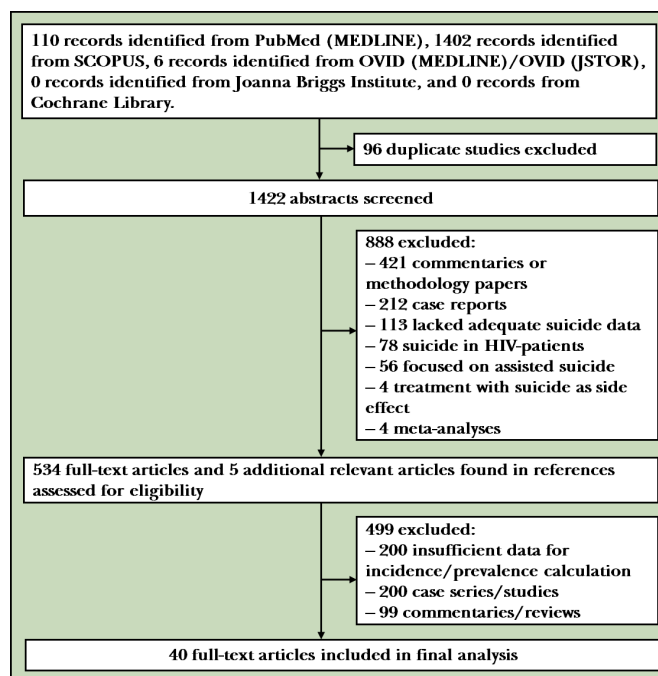 110 records identified from PubMed (MEDLINE), 1402 records identified
from SCOPUS, 6 records identified from OVID (MEDLINE)/OVID (JSTOR),
0 records identified from Joanna Briggs Institute, and 0 records from
Cochrane Library.
96 duplicate studies excluded
1422 abstracts screened
888 excluded:
– 421 commentaries or
methodology papers
– 212 case reports
– 113 lacked adequate suicide data
– 78 suicide in HIV-patients
– 56 focused on assisted suicide
– 4 treatment with suicide as side
effect
– 4 meta-analyses
534 full-text articles and 5 additional relevant articles found in references
assessed for eligibility
499 excluded:
– 200 insufficient data for
incidence/prevalence calculation
– 200 case series/studies
– 99 commentaries/reviews
40 full-text articles included in final analysis